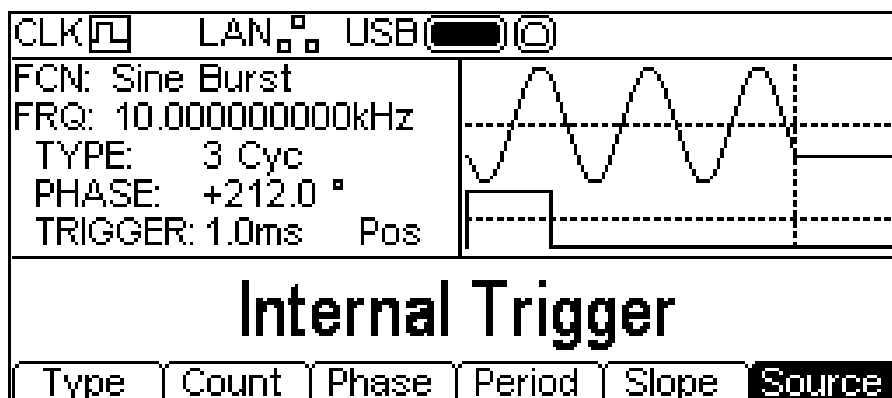 CLK LAN USB
FCN: Sine Burst
FRQ: 10.000000000kHz
TYPE: 3 Cyc
PHASE: +212.0 °
TRIGGER: 1.0ms Pos
Internal Trigger
Type Count Phase Period Slope Source